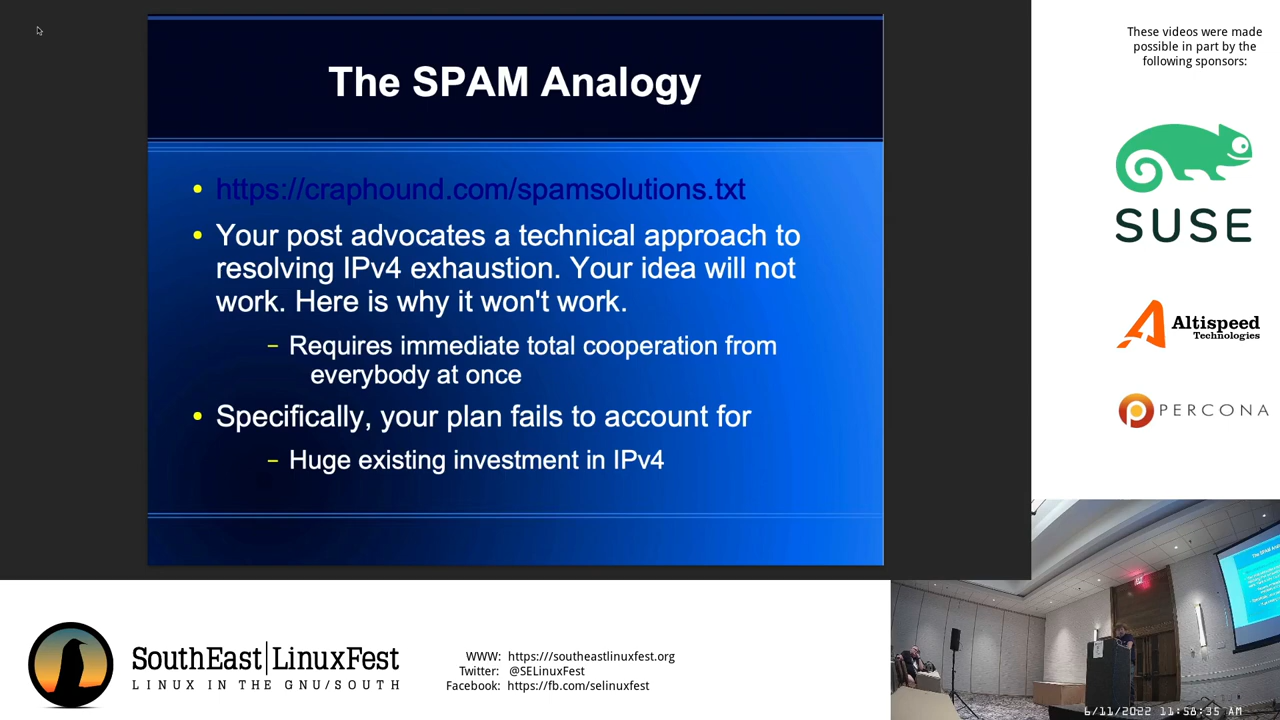 The SPAM Analogy
https://craphound.com/spamsolutions.txt
Your post advocates a technical approach to
resolving IPv4 exhaustion. Your idea will not
work. Here is why it won't work.
– Requires immediate total cooperation from
everybody at once
Specifically, your plan fails to account for
– Huge existing investment in IPv4
These videos were made
possible in part by the
following sponsors:
SUSE
Altispeed
Technologies
PERCONA
SouthEast LinuxFest
LINUX IN THE GNU/SOUTH
WWW: https:///southeastlinuxfest.org
Twitter: @SELinuxFest
Facebook: https://fb.com/selinuxfest
6/11/2022 11:56:35 AM